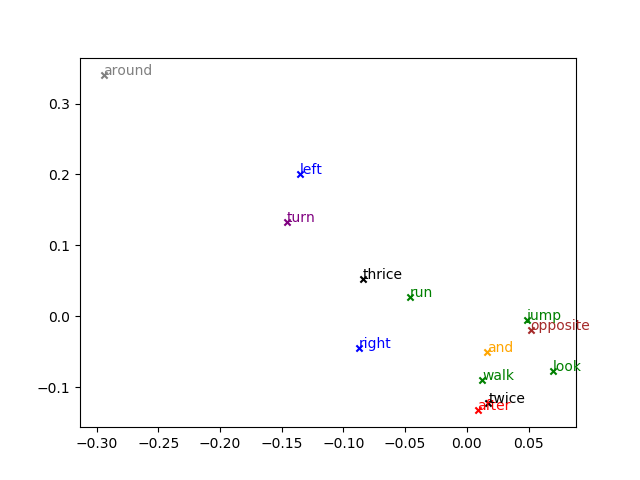 around
0.3
left
0.2
turn
0.1
thrice
run
0.0
jump
opposite
right
and
look
walk
−0.1
twice
after
−0.30 −0.25 −0.20 −0.15 −0.10 −0.05 0.00 0.05